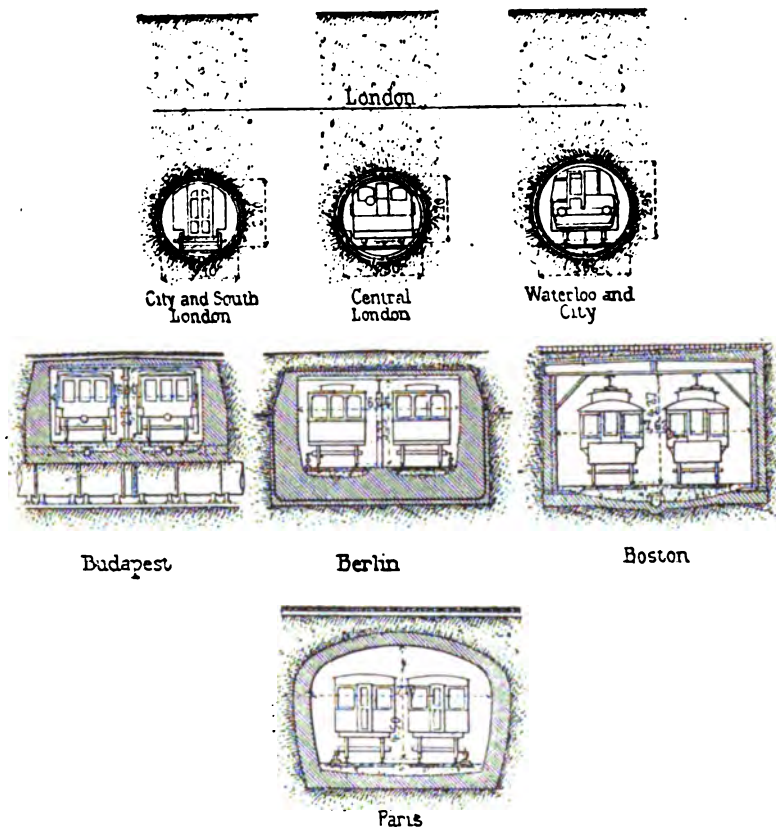 London
City and South
London
Central
London
Waterloo and
City
Budapest
Berlin
Boston
Paris